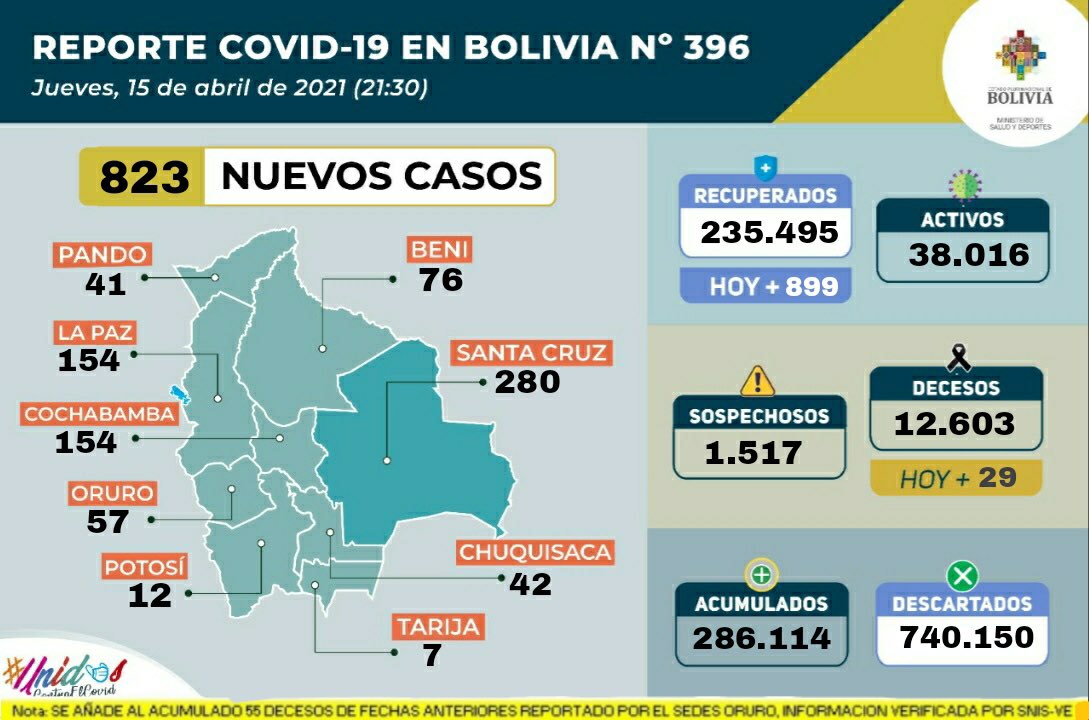 REPORTE COVID-19 EN BOLIVIA Nº 396
Jueves, 15 de abril de 2021 (21:30)
ESTADO PLURINACIONAL DE
BOLIVIA
MINISTERIO DE
SALUD Y DEPORTES
823 NUEVOS CASOS
PANDO
41
BENI
76
LA PAZ
154
SANTA CRUZ
280
COCHABAMBA
154
ORURO
57
POTOSÍ
12
CHUQUISACA
42
TARIJA
7
RECUPERADOS
235.495
HOY + 899
ACTIVOS
38.016
SOSPECHOSOS
1.517
DECESOS
12.603
HOY + 29
ACUMULADOS
286.114
DESCARTADOS
740.150
#Unidos
ContraElCovid
Nota: SE AÑADE AL ACUMULADO 55 DECESOS DE FECHAS ANTERIORES REPORTADO POR EL SEDES ORURO, INFORMACION VERIFICADA POR SNIS-VE